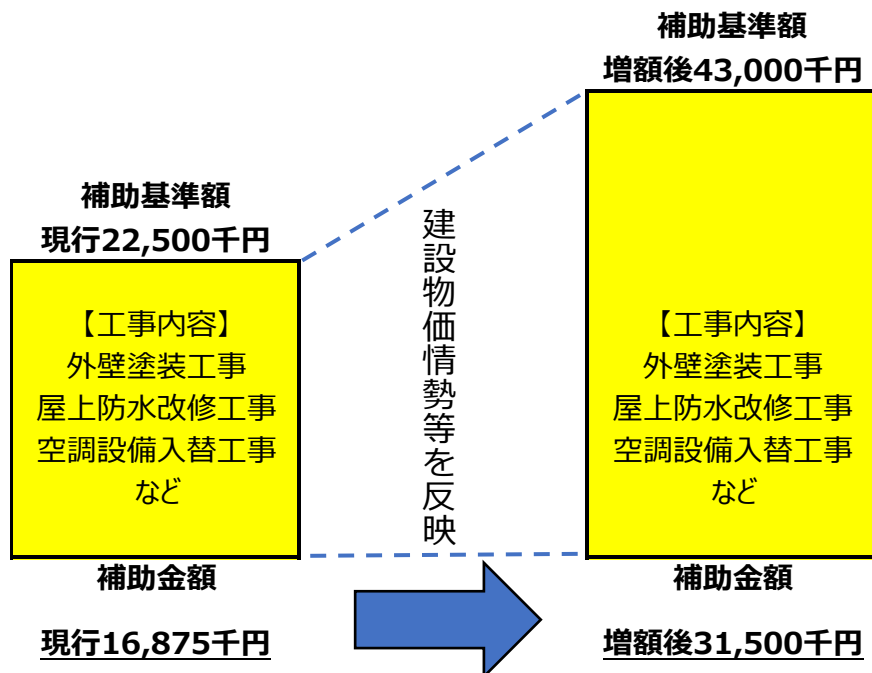 補助基準額
現行22,500千円
【工事内容】
外壁塗装工事
屋上防水改修工事
空調設備入替工事
など
補助金額
現行16,875千円
建設物価情勢等を反映
補助基準額
増額後43,000千円
【工事内容】
外壁塗装工事
屋上防水改修工事
空調設備入替工事
など
補助金額
増額後31,500千円